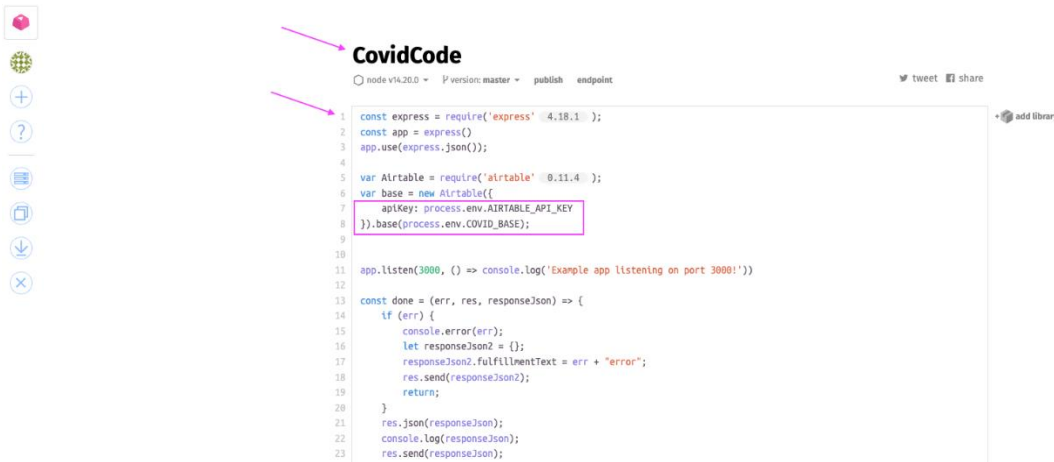 CovidCode
node v14.20.0 version: master publish endpoint tweet share
1 const express = require('express' 4.18.1 ); + add librar
2 const app = express()
3 app.use(express.json());
4
5 var Airtable = require('airtable' 0.11.4 );
6 var base = new Airtable({
7 apiKey: process.env.AIRTABLE_API_KEY
8 }).base(process.env.COVID_BASE);
9
10
11 app.listen(3000, () => console.log('Example app listening on port 3000!'))
12
13 const done = (err, res, responseJson) => {
14 if (err) {
15 console.error(err);
16 let responseJson2 = {};
17 responseJson2.fulfillmentText = err + "error";
18 res.send(responseJson2);
19 return;
20 }
21 res.json(responseJson);
22 console.log(responseJson);
23 res.send(responseJson);